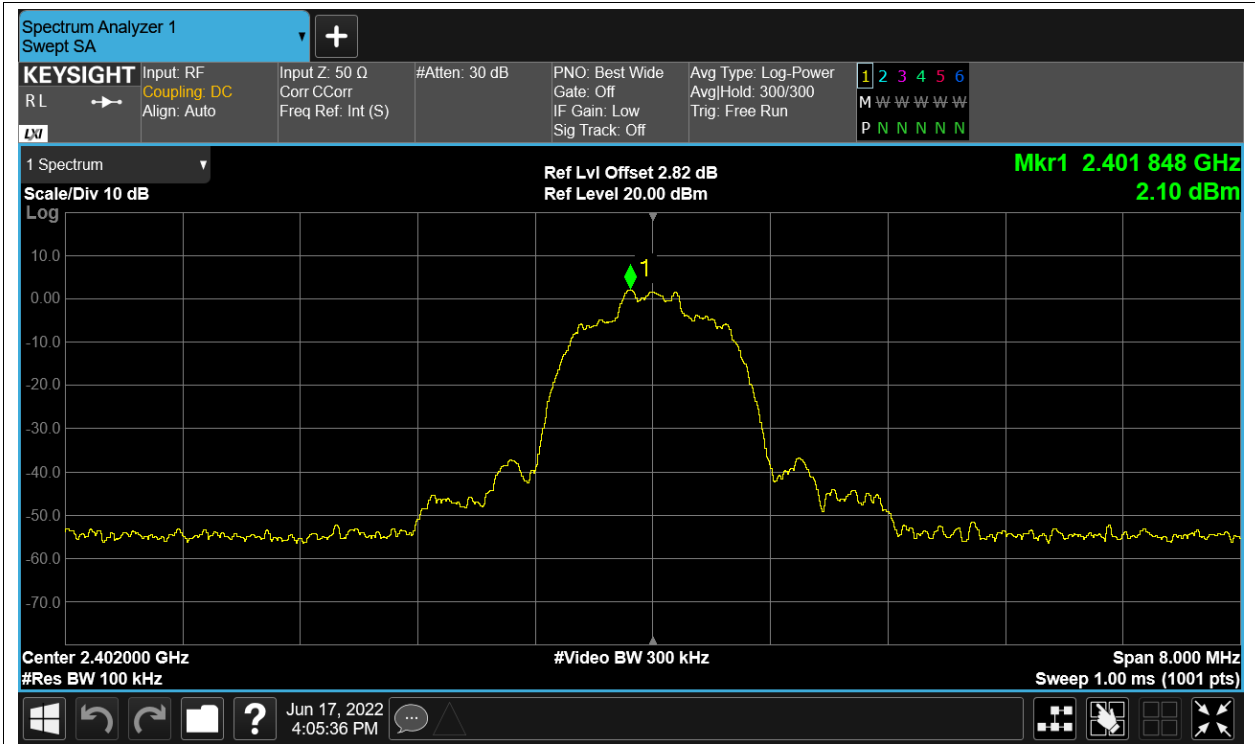 Spectrum Analyzer 1
Swept SA
KEYSIGHT
R L
LXI
Input: RF
Coupling: DC
Align: Auto
Input Z: 50 Ω
Corr CCorr
Freq Ref: Int (S)
#Atten: 30 dB
PNO: Best Wide
Gate: Off
IF Gain: Low
Sig Track: Off
Avg Type: Log-Power
Avg|Hold: 300/300
Trig: Free Run
1 2 3 4 5 6
M W W W W W
P N N N N N
1 Spectrum
Scale/Div 10 dB
Log
Ref Lvl Offset 2.82 dB
Ref Level 20.00 dBm
Mkr1 2.401 848 GHz
2.10 dBm
1
10.0
0.00
-10.0
-20.0
-30.0
-40.0
-50.0
-60.0
-70.0
Center 2.402000 GHz
#Res BW 100 kHz
#Video BW 300 kHz
Span 8.000 MHz
Sweep 1.00 ms (1001 pts)
?
Jun 17, 2022
4:05:36 PM